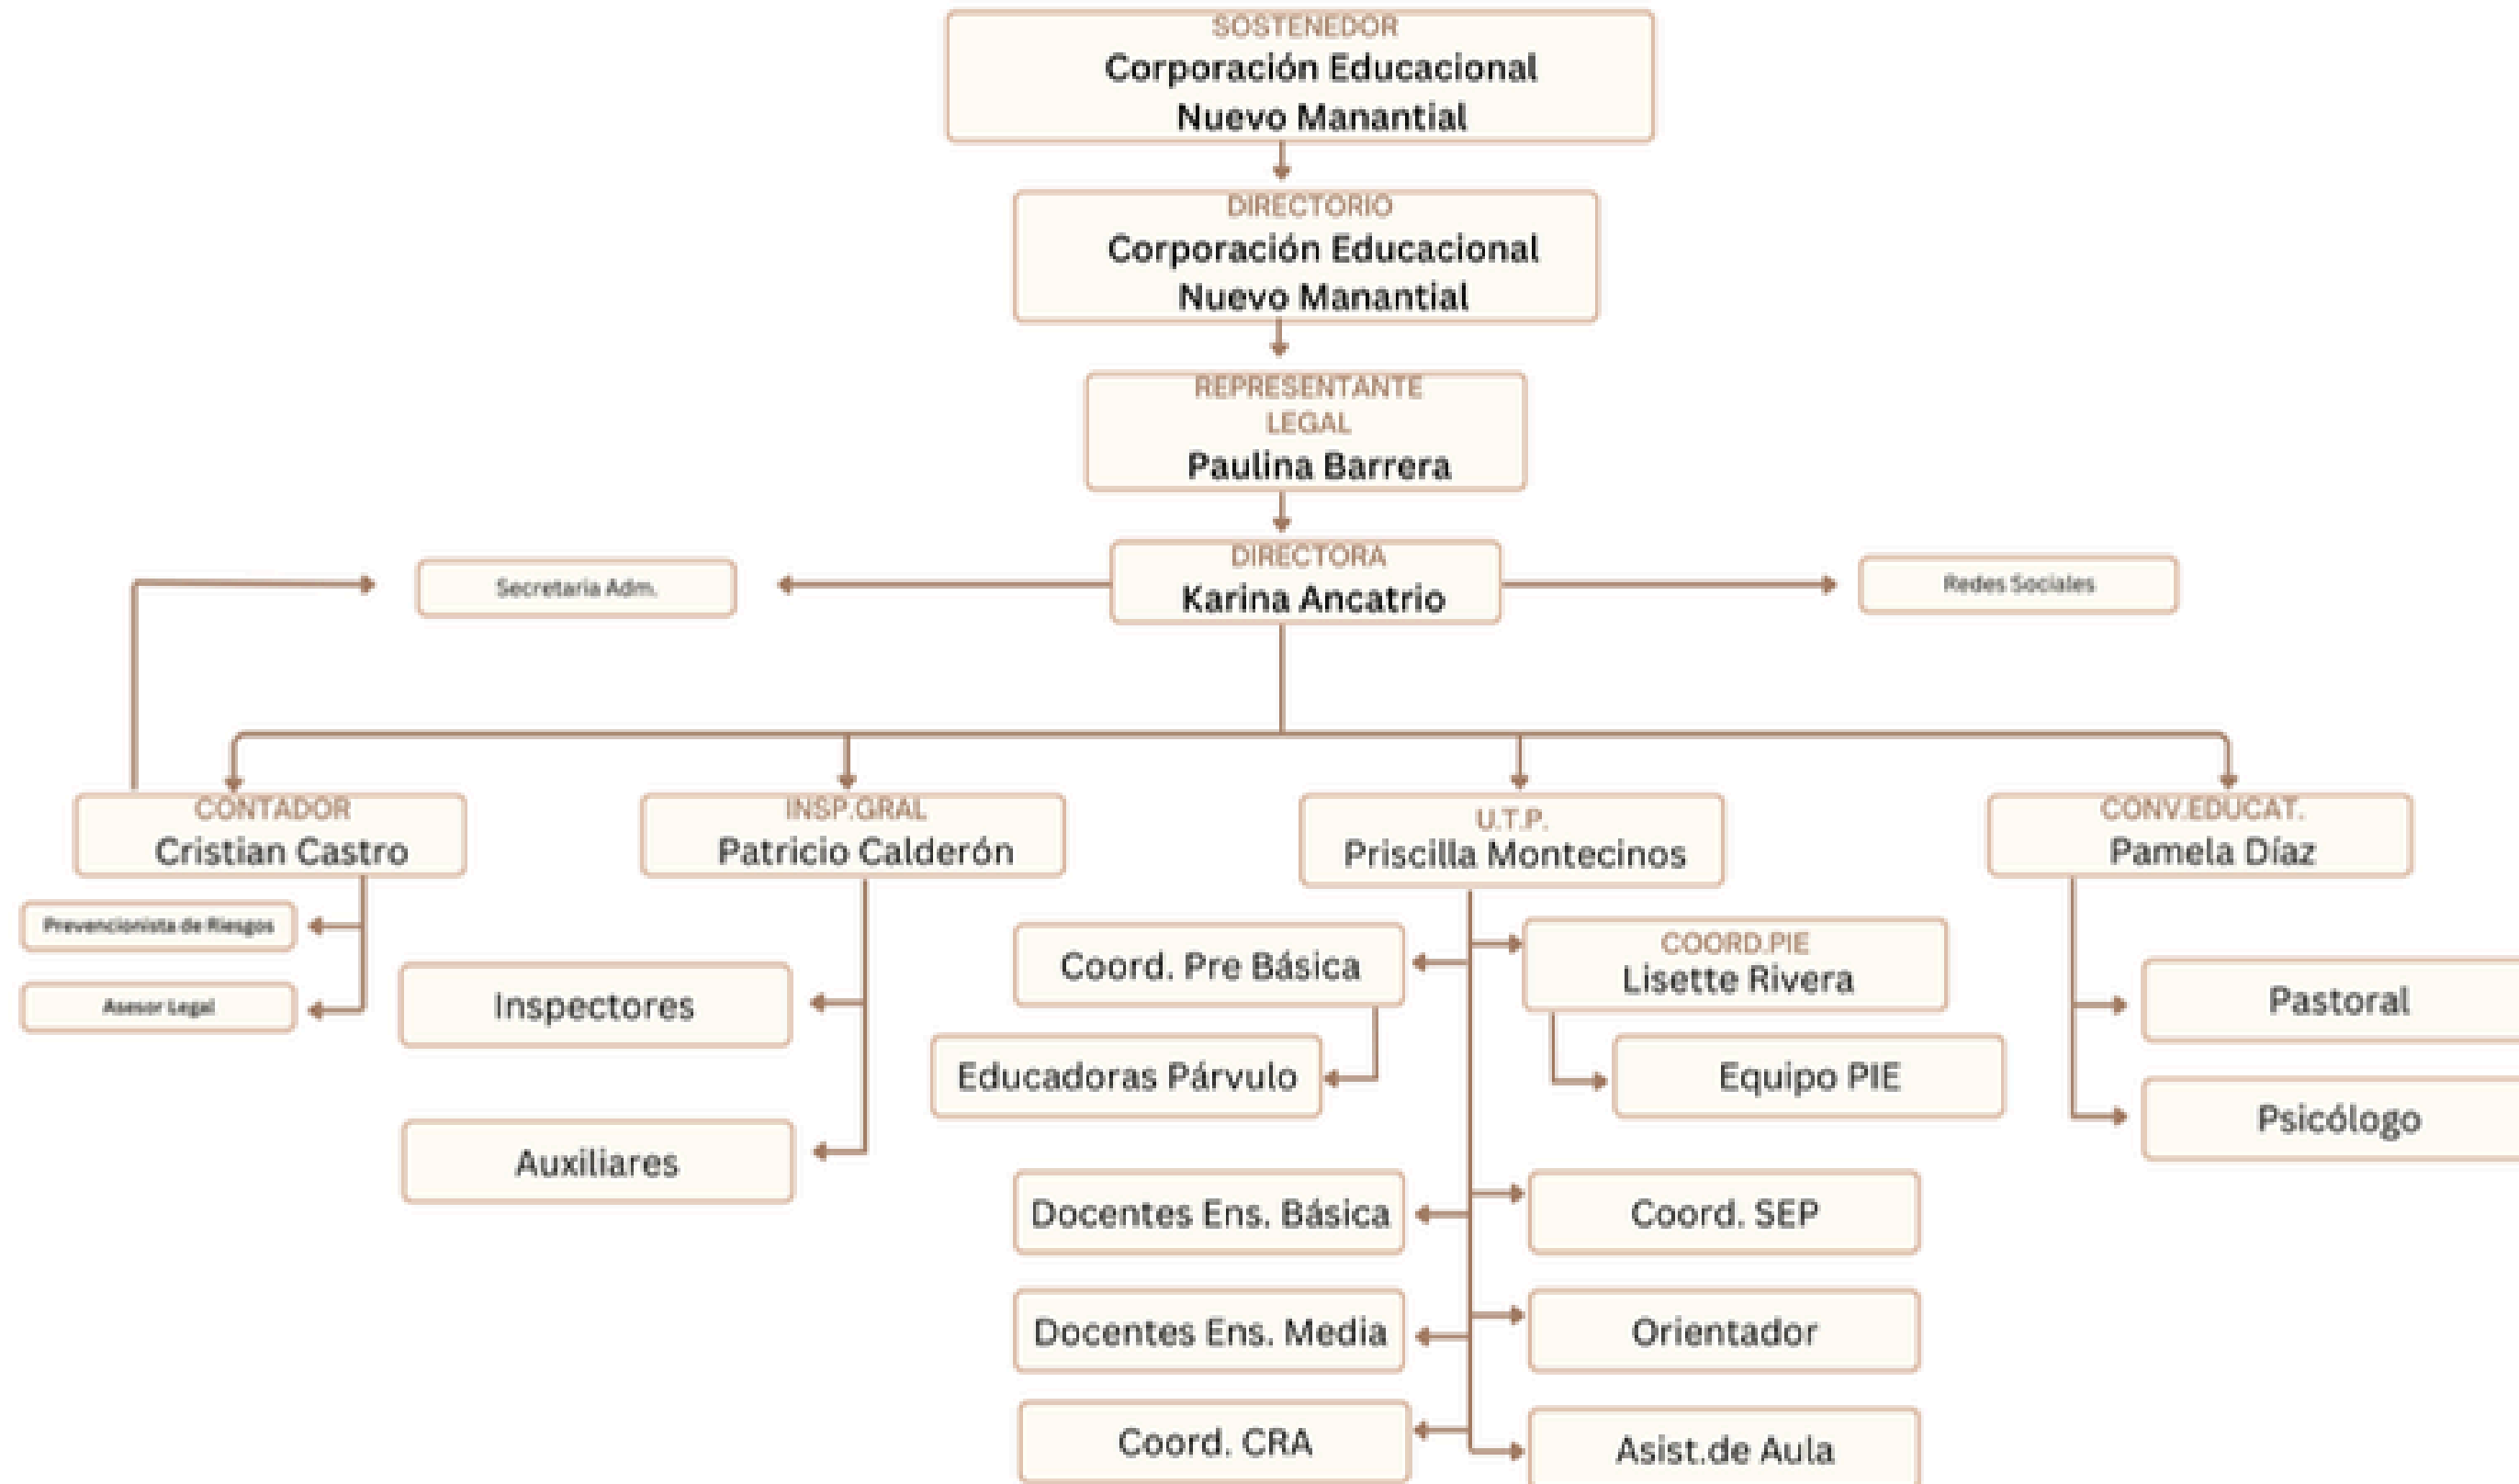 SOSTENEDOR
Corporación Educacional
Nuevo Manantial
DIRECTORIO
Corporación Educacional
Nuevo Manantial
REPRESENTANTE
LEGAL
Paulina Barrera
DIRECTORA
Karina Ancatrio
Secretaria Adm.
Redes Sociales
CONTADOR
Cristian Castro
INSP.GRAL
Patricio Calderón
U.T.P.
Priscilla Montecinos
CONV.EDUCAT.
Pamela Díaz
Prevencionista de Riesgos
Asesor Legal
Inspectores
Auxiliares
Coord. Pre Básica
Educadoras Párvulo
COORD.PIE
Lisette Rivera
Equipo PIE
Docentes Ens. Básica
Coord. SEP
Docentes Ens. Media
Orientador
Coord. CRA
Asist.de Aula
Pastoral
Psicólogo